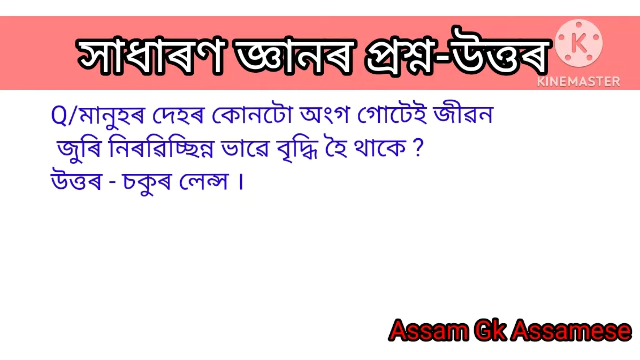 সাধাৰণ জ্ঞানৰ প্ৰশ্ন-উত্তৰ
KINEMASTER
Q/মানুহৰ দেহৰ কোনটো অংগ গোটেই জীৱন
জুৰি নিৰৱিচ্ছিন্ন ভাৱে বৃদ্ধি হৈ থাকে ?
উত্তৰ - চকুৰ লেন্স ।
Assam Gk Assamese